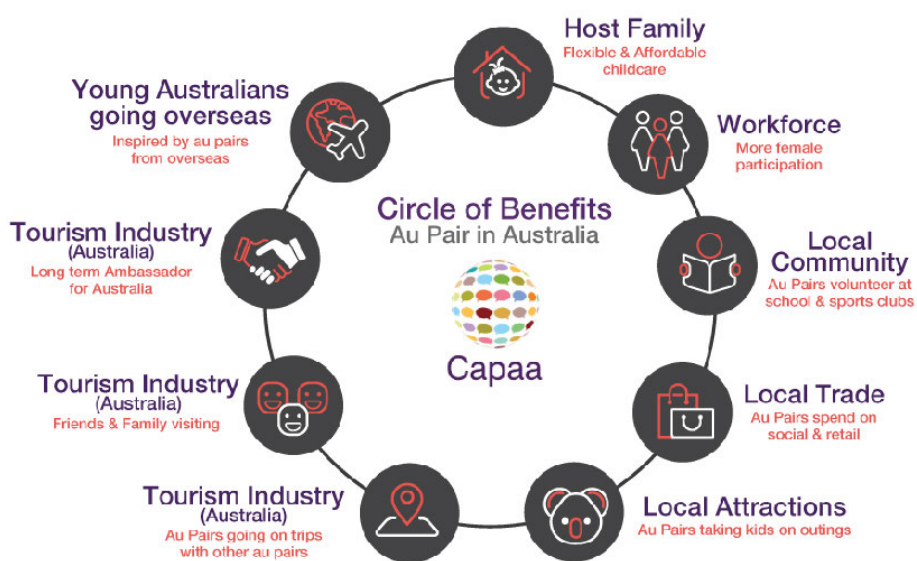 Host Family
Flexible & Affordable
childcare
Workforce
More female
participation
Local
Community
Au Pairs volunteer at
school & sports clubs
Local Trade
Au Pairs spend on
social & retail
Local Attractions
Au Pairs taking kids on outings
Tourism Industry
(Australia)
Au Pairs going on trips
with other au pairs
Tourism Industry
(Australia)
Friends & Family visiting
Tourism Industry
(Australia)
Long term Ambassador
for Australia
Young Australians
going overseas
Inspired by au pairs
from overseas
Circle of Benefits
Au Pair in Australia
Capaa